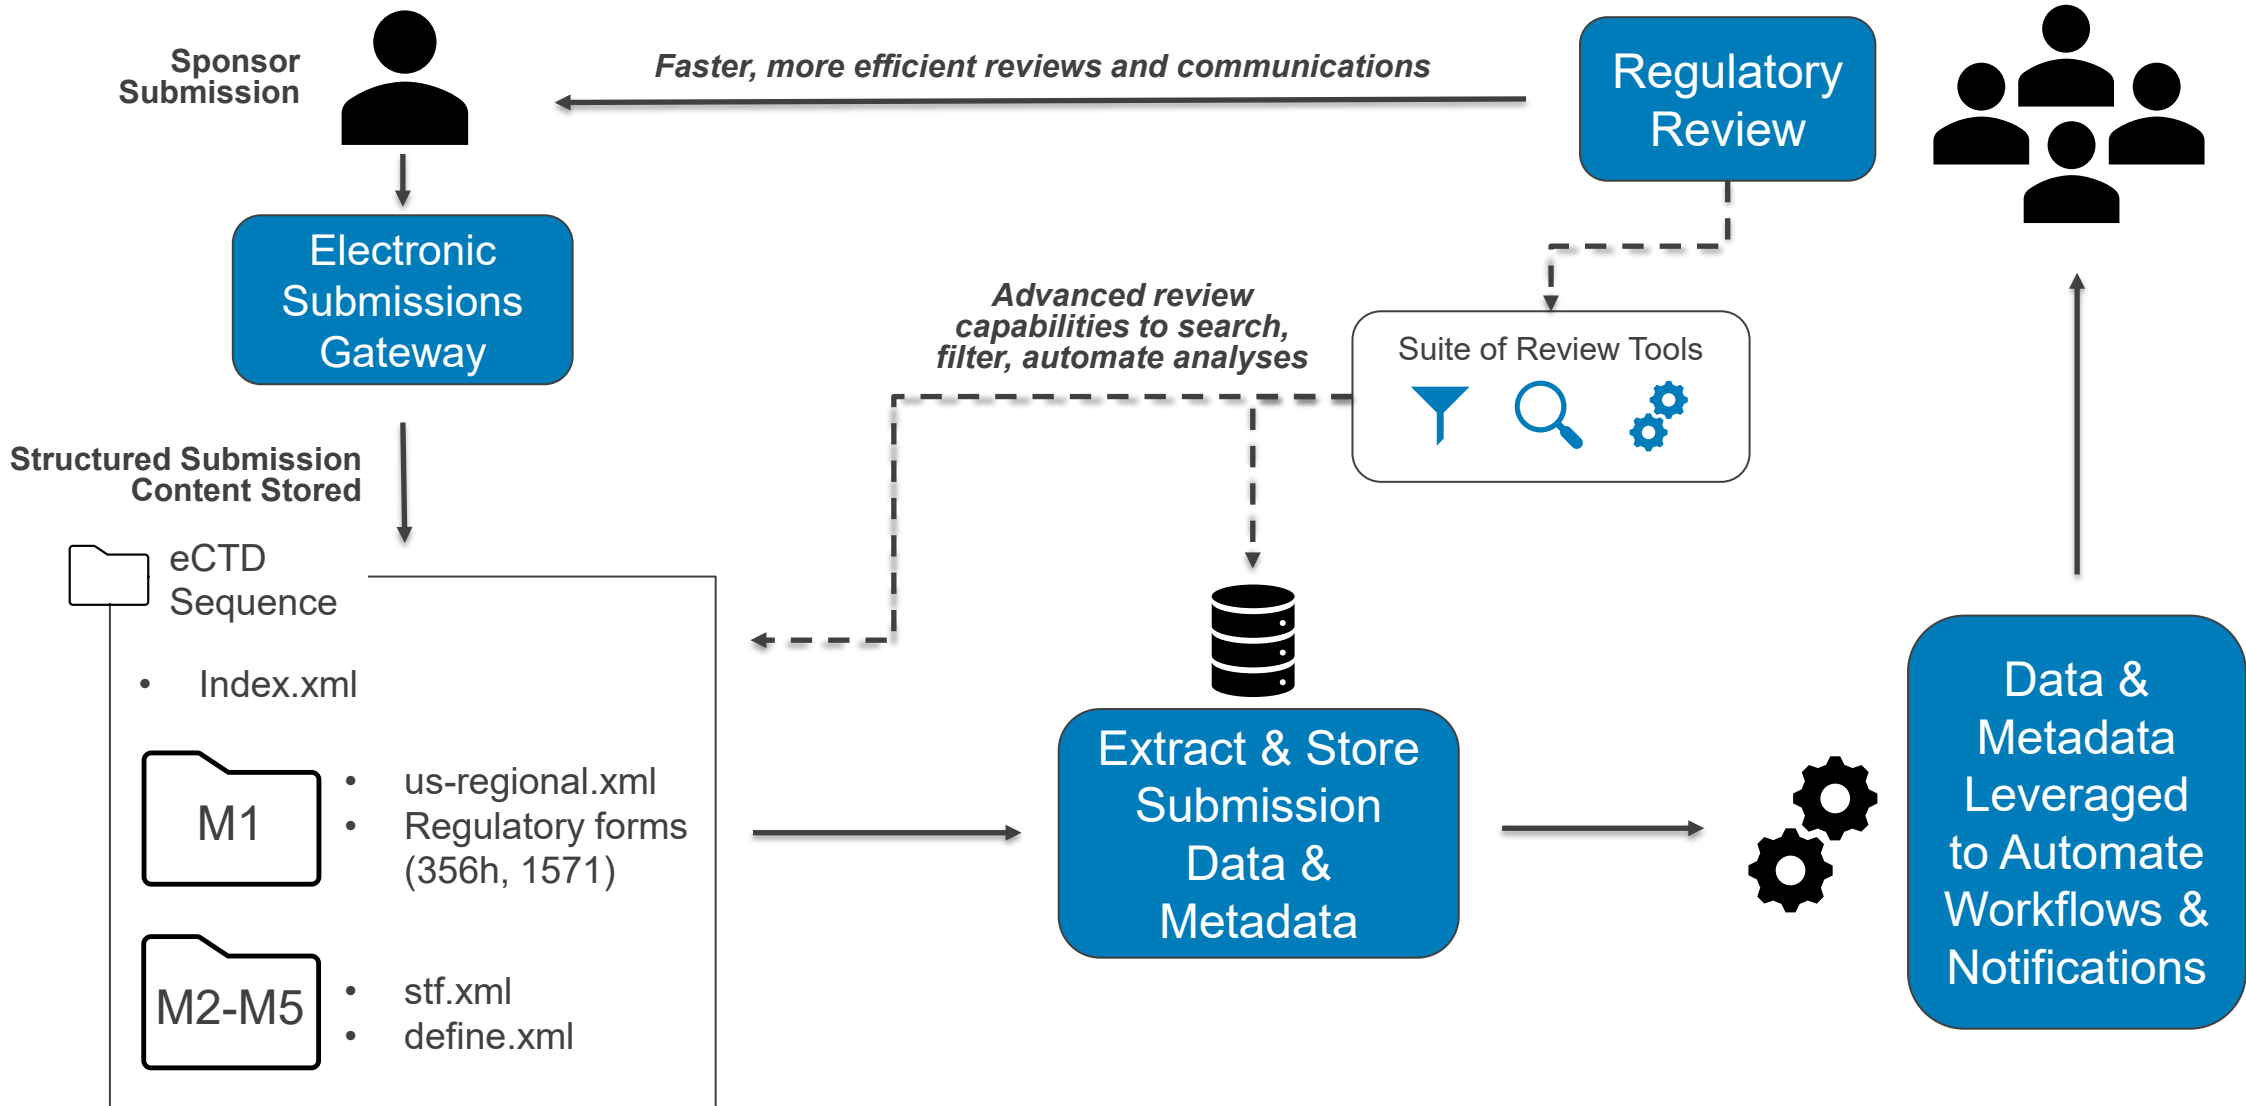 Sponsor
Submission
Faster, more efficient reviews and communications
Regulatory
Review
Electronic
Submissions
Gateway
Advanced review
capabilities to search,
filter, automate analyses
Suite of Review Tools
Structured Submission
Content Stored
eCTD
Sequence
• Index.xml
M1
• us-regional.xml
• Regulatory forms
(356h, 1571)
M2-M5
• stf.xml
• define.xml
Extract & Store
Submission
Data &
Metadata
Data &
Metadata
Leveraged
to Automate
Workflows &
Notifications